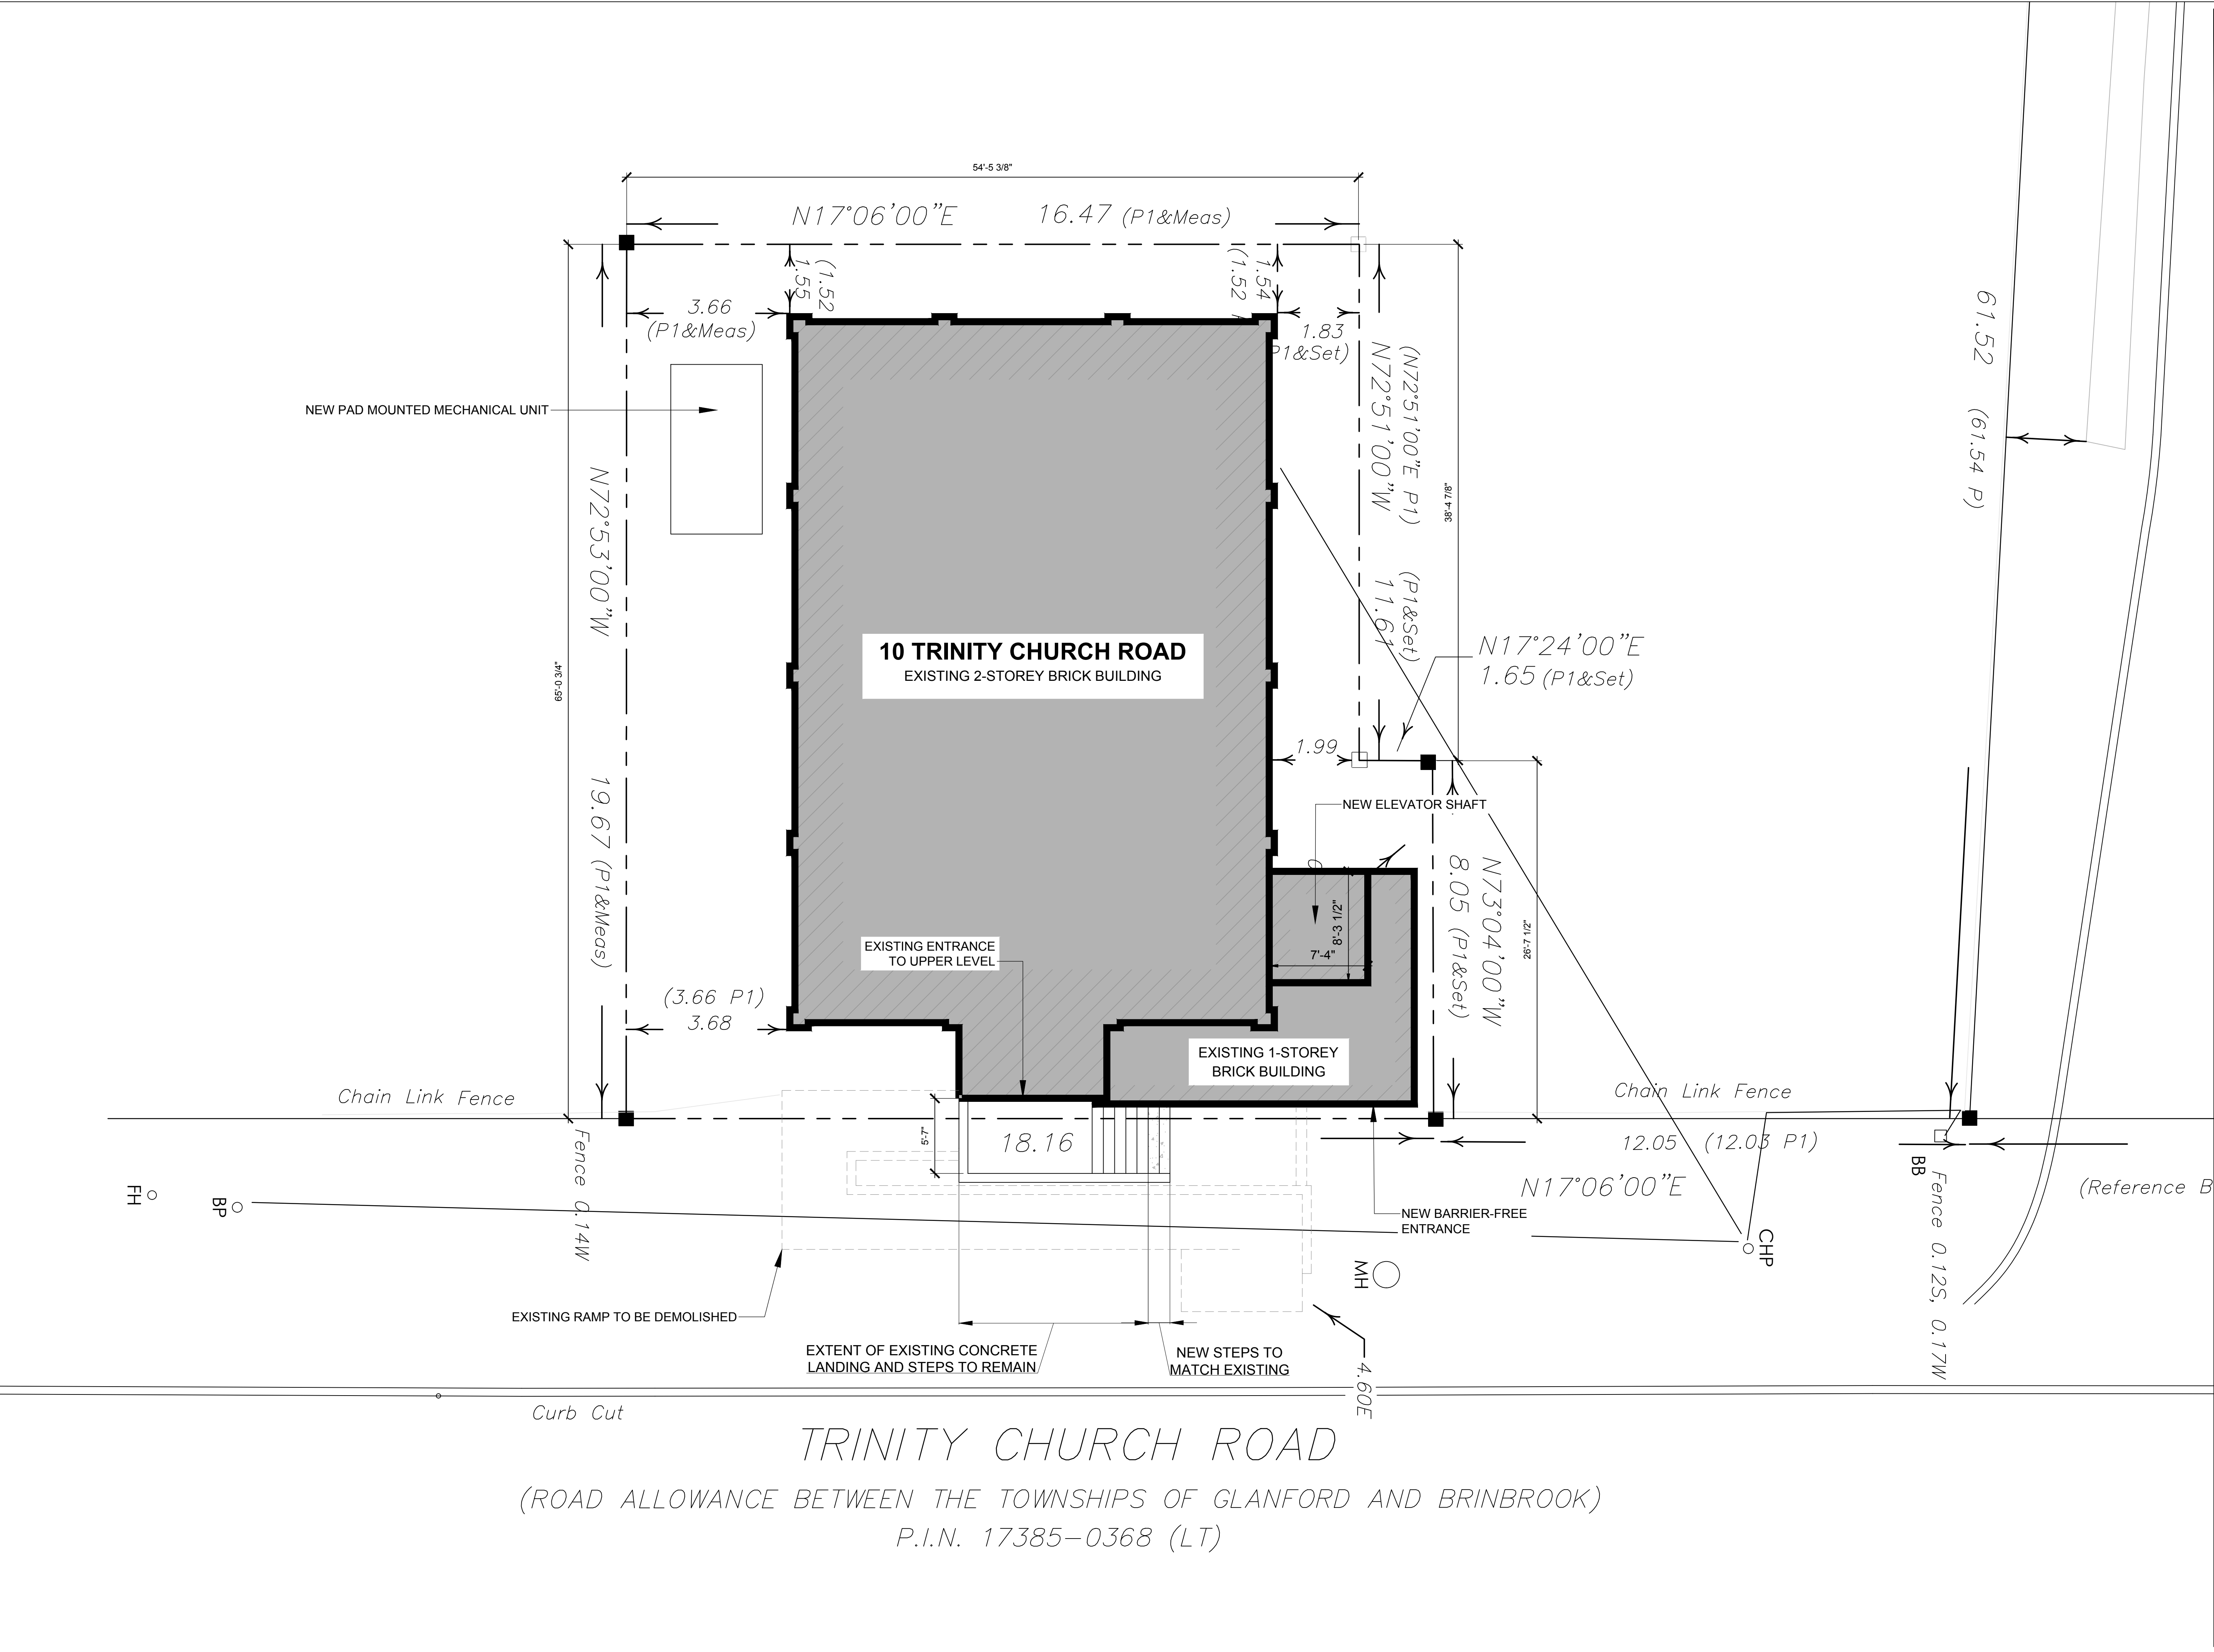 54'-5 3/8"
N17°06'00"E 16.47 (P1&Meas)
1.55
(1.52
(1.52
1.54
3.66
(P1&Meas)
1.83
P1&Set)
N72°51'00"W
(N72°51'00"E P1)
38'-4 7/8"
61.52 (61.54 P)
NEW PAD MOUNTED MECHANICAL UNIT
N72°53'00"W
19.67 (P1&Meas)
65'-0 3/4"
11.61
(P1&Set)
N17°24'00"E
1.65 (P1&Set)
10 TRINITY CHURCH ROAD
EXISTING 2-STOREY BRICK BUILDING
1.99
NEW ELEVATOR SHAFT
8.05 (P1&Set)
N73°04'00"W
26'-7 1/2"
8'-3 1/2"
7'-4"
EXISTING ENTRANCE
TO UPPER LEVEL
(3.66 P1)
3.68
EXISTING 1-STOREY
BRICK BUILDING
Chain Link Fence
Chain Link Fence
5'-7"
18.16
12.05 (12.03 P1)
N17°06'00"E
Fence 0.14W
FH
BP
BB
Fence 0.12S, 0.17W
(Reference B
NEW BARRIER-FREE
ENTRANCE
CHP
MH
EXISTING RAMP TO BE DEMOLISHED
EXTENT OF EXISTING CONCRETE
LANDING AND STEPS TO REMAIN
NEW STEPS TO
MATCH EXISTING
4.60E
Curb Cut
TRINITY CHURCH ROAD
(ROAD ALLOWANCE BETWEEN THE TOWNSHIPS OF GLANFORD AND BRINBROOK)
P.I.N. 17385-0368 (LT)